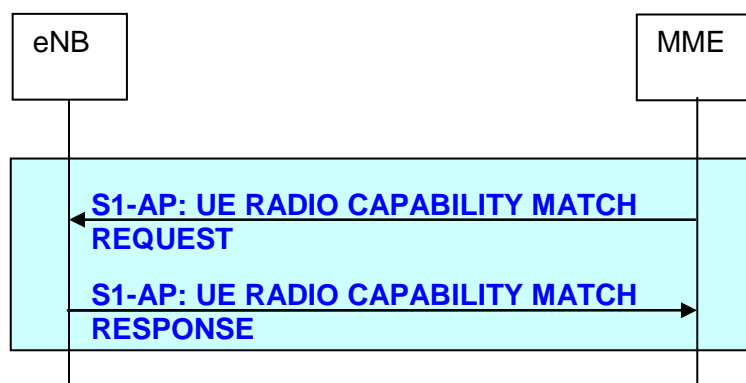 eNB
MME
S1-AP: UE RADIO CAPABILITY MATCH
REQUEST
S1-AP: UE RADIO CAPABILITY MATCH
RESPONSE